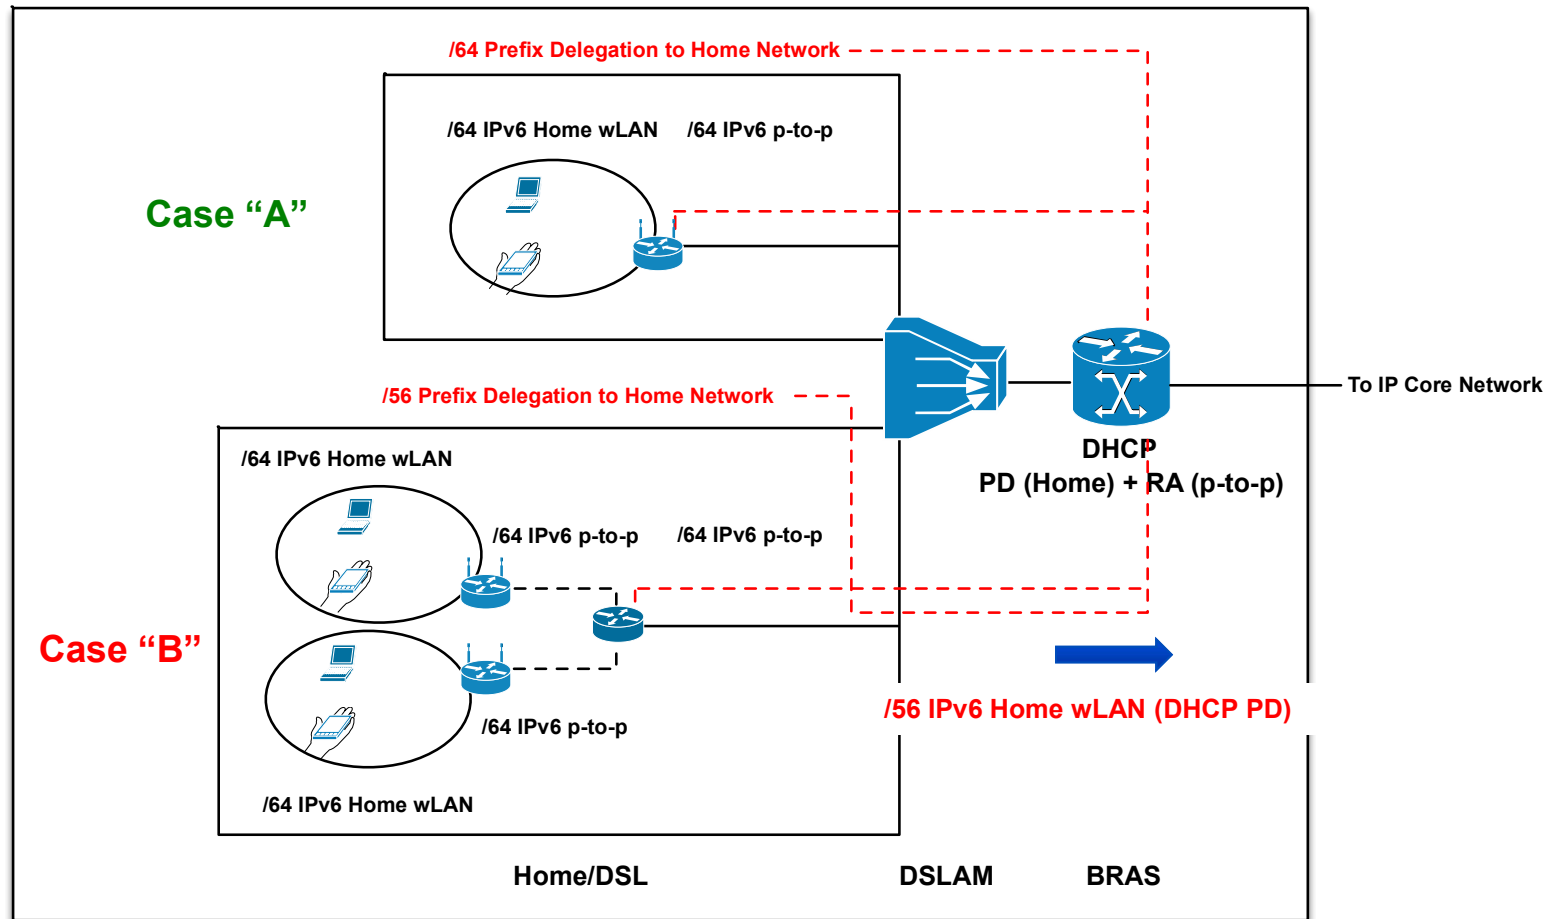 /64 Prefix Delegation to Home Network
/64 IPv6 Home wLAN
/64 IPv6 p-to-p
Case “A”
To IP Core Network
/56 Prefix Delegation to Home Network
DHCP
PD (Home) + RA (p-to-p)
/64 IPv6 Home wLAN
/64 IPv6 p-to-p
/64 IPv6 p-to-p
Case “B”
/56 IPv6 Home wLAN (DHCP PD)
/64 IPv6 p-to-p
/64 IPv6 Home wLAN
Home/DSL
DSLAM
BRAS